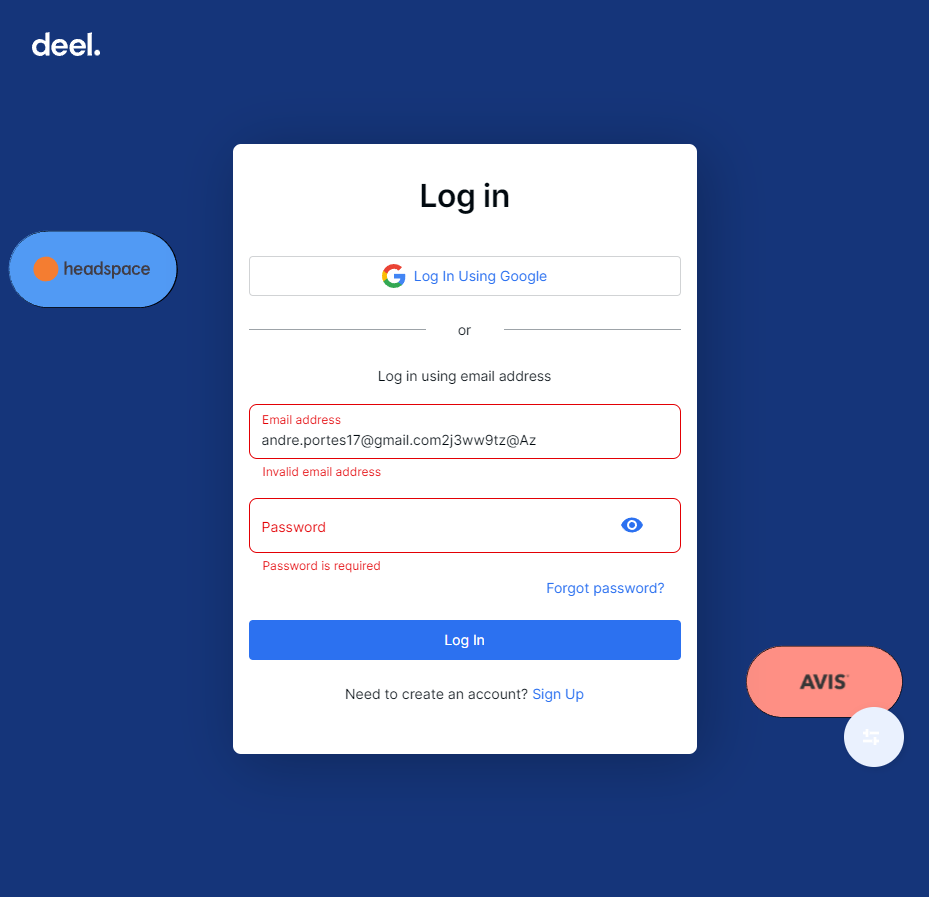 deel.
Log in
headspace
Log In Using Google
or
Log in using email address
Email address
andre.portes17@gmail.com2j3ww9tz@Az
Invalid email address
Password
Password is required
Forgot password?
Log In
AVIS
Need to create an account? Sign Up